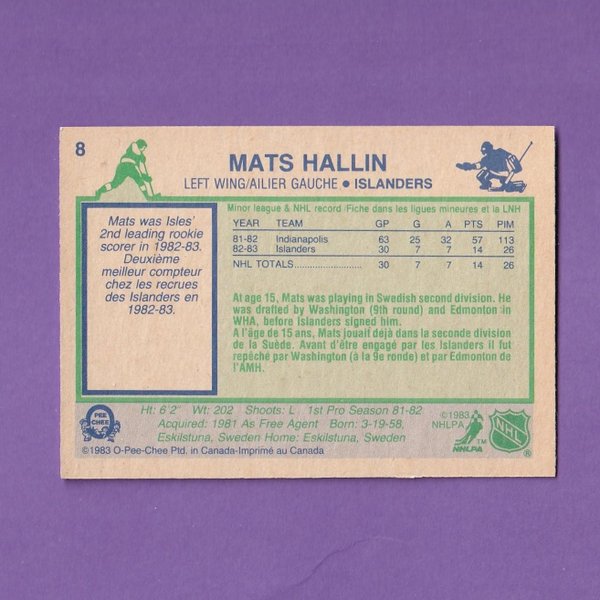 8
MATS HALLIN
LEFT WING/AILIER GAUCHE • ISLANDERS
Mats was Isles'
2nd leading rookie
scorer in 1982-83.
Deuxième
meilleur compteur
chez les recrues
des Islanders en
1982-83.
Minor league & NHL record/Fiche dans les ligues mineures et la LNH
YEAR TEAM GP G A PTS PIM
81-82 Indianapolis 63 25 32 57 113
82-83 Islanders 30 7 7 14 26
NHL TOTALS 30 7 7 14 26
At age 15, Mats was playing in Swedish second division. He
was drafted by Washington (9th round) and Edmonton in
WHA, before Islanders signed him.
A l'âge de 15 ans, Mats jouait déjà dans la seconde division
de la Suède. Avant d'être engagé par les Islanders il fut
repêché par Washington (à la 9e ronde) et par Edmonton de
l'AMH.
O PEE CHEE
Ht: 6'2" Wt: 202 Shoots: L 1st Pro Season 81-82
Acquired: 1981 As Free Agent Born: 3-19-58,
Eskilstuna, Sweden Home: Eskilstuna, Sweden
©1983 O-Pee-Chee Ptd. in Canada-Imprimé au Canada
©1983
NHLPA
NHLPA TM
NHL
®